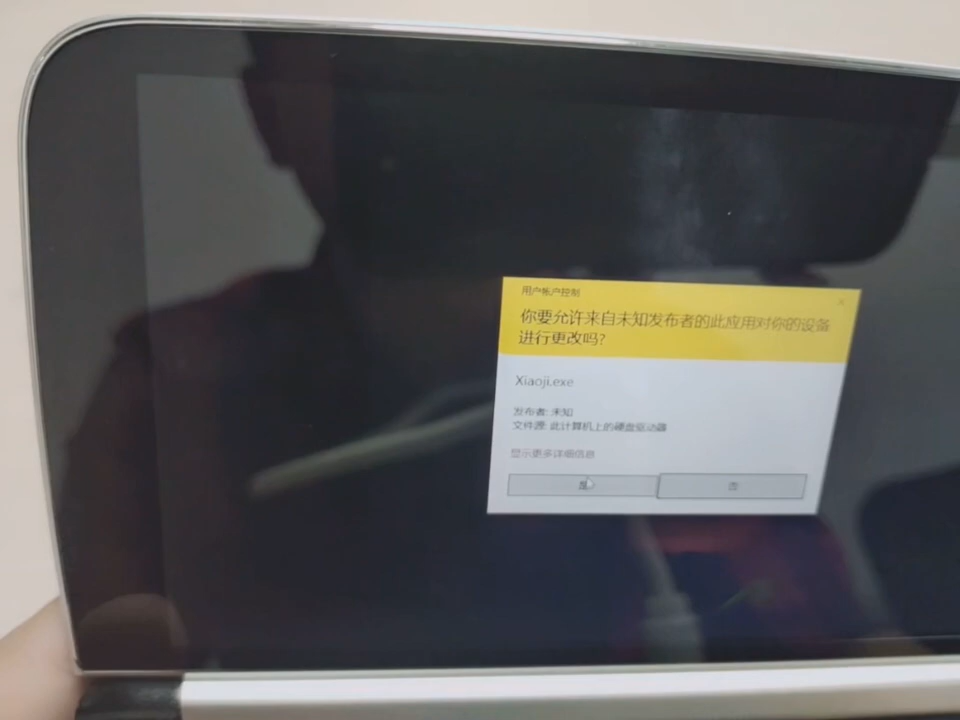 用户帐户控制
你要允许来自未知发布者的此应用对你的设备
进行更改吗?
Xiaoji.exe
发布者: 未知
文件源: 此计算机上的硬盘驱动器
显示更多详细信息
是
否